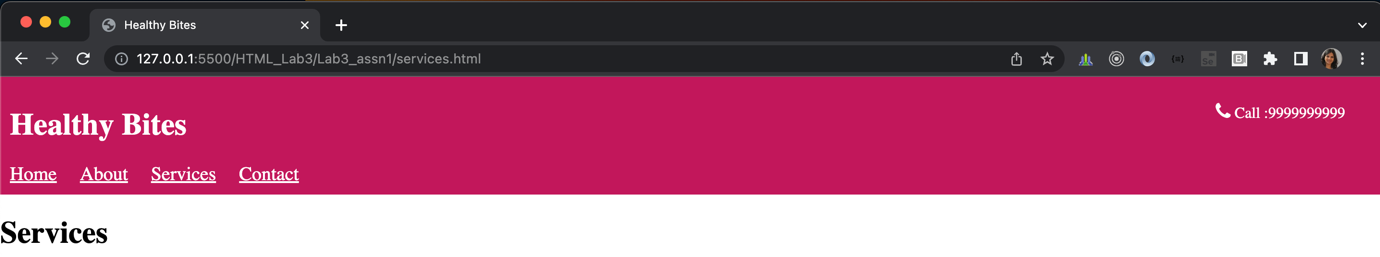 Healthy Bites
127.0.0.1:5500/HTML_Lab3/Lab3_assn1/services.html
Healthy Bites
Call :9999999999
Home About Services Contact
Services